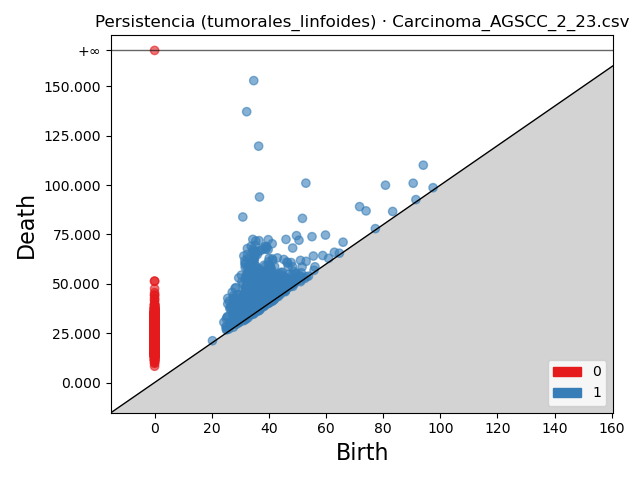 Persistencia (tumorales_linfoides) · Carcinoma_AGSCC_2_23.csv
+∞
150.000
125.000
100.000
75.000
50.000
25.000
0.000
Death
0
1
0 20 40 60 80 100 120 140 160
Birth